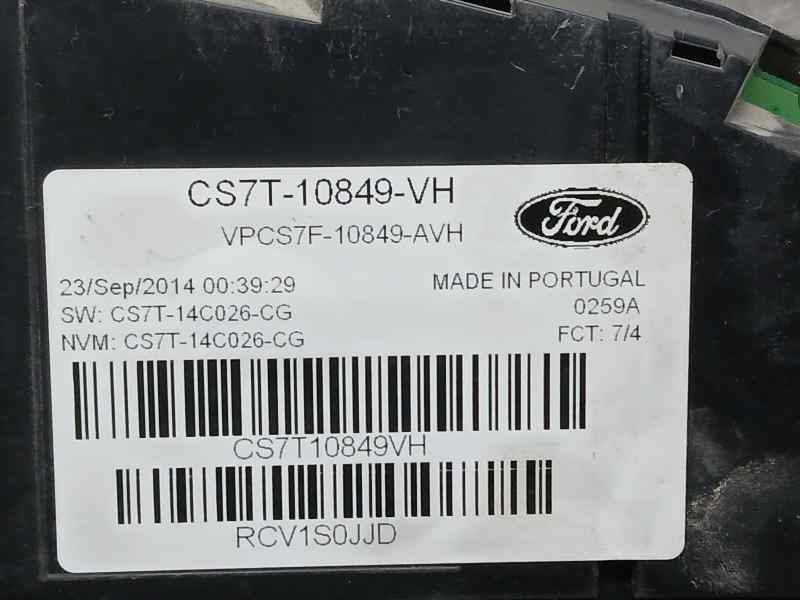 CS7T-10849-VH
Ford
VPCS7F-10849-AVH
23/Sep/2014 00:39:29
MADE IN PORTUGAL
SW: CS7T-14C026-CG
0259A
NVM: CS7T-14C026-CG
FCT: 7/4
CS7T10849VH
RCV1S0JJD